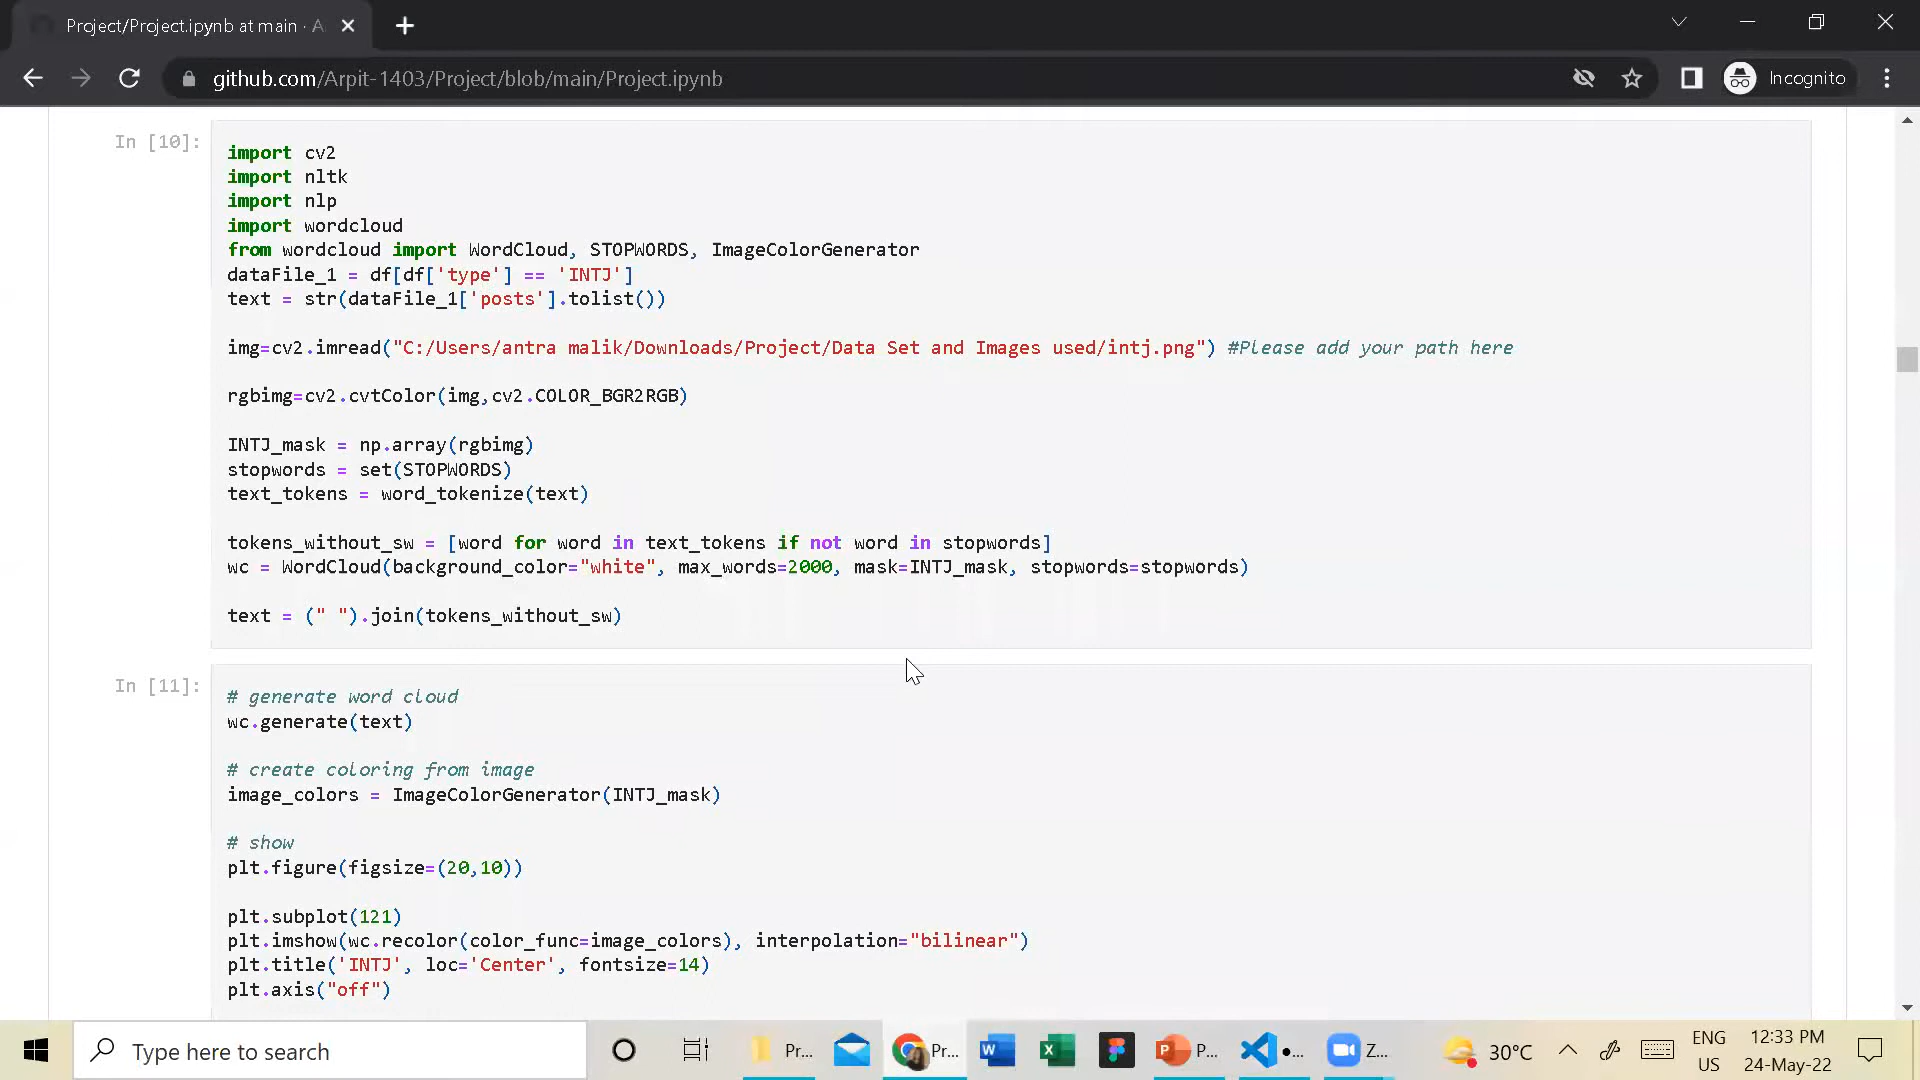 Project/Project.ipynb at main · A
github.com/Arpit-1403/Project/blob/main/Project.ipynb
Incognito
In [10]:
import cv2
import nltk
import nlp
import wordcloud
from wordcloud import WordCloud, STOPWORDS, ImageColorGenerator
dataFile_1 = df[df['type'] == 'INTJ']
text = str(dataFile_1['posts'].tolist())
img=cv2.imread("C:/Users/antra malik/Downloads/Project/Data Set and Images used/intj.png") #Please add your path here
rgbimg=cv2.cvtColor(img,cv2.COLOR_BGR2RGB)
INTJ_mask = np.array(rgbimg)
stopwords = set(STOPWORDS)
text_tokens = word_tokenize(text)
tokens_without_sw = [word for word in text_tokens if not word in stopwords]
wc = WordCloud(background_color="white", max_words=2000, mask=INTJ_mask, stopwords=stopwords)
text = (" ").join(tokens_without_sw)
In [11]:
# generate word cloud
wc.generate(text)
# create coloring from image
image_colors = ImageColorGenerator(INTJ_mask)
# show
plt.figure(figsize=(20,10))
plt.subplot(121)
plt.imshow(wc.recolor(color_func=image_colors), interpolation="bilinear")
plt.title('INTJ', loc='Center', fontsize=14)
plt.axis("off")
Type here to search
Pr...
Pr...
P...
...
Z...
30°C
ENG
US
12:33 PM
24-May-22